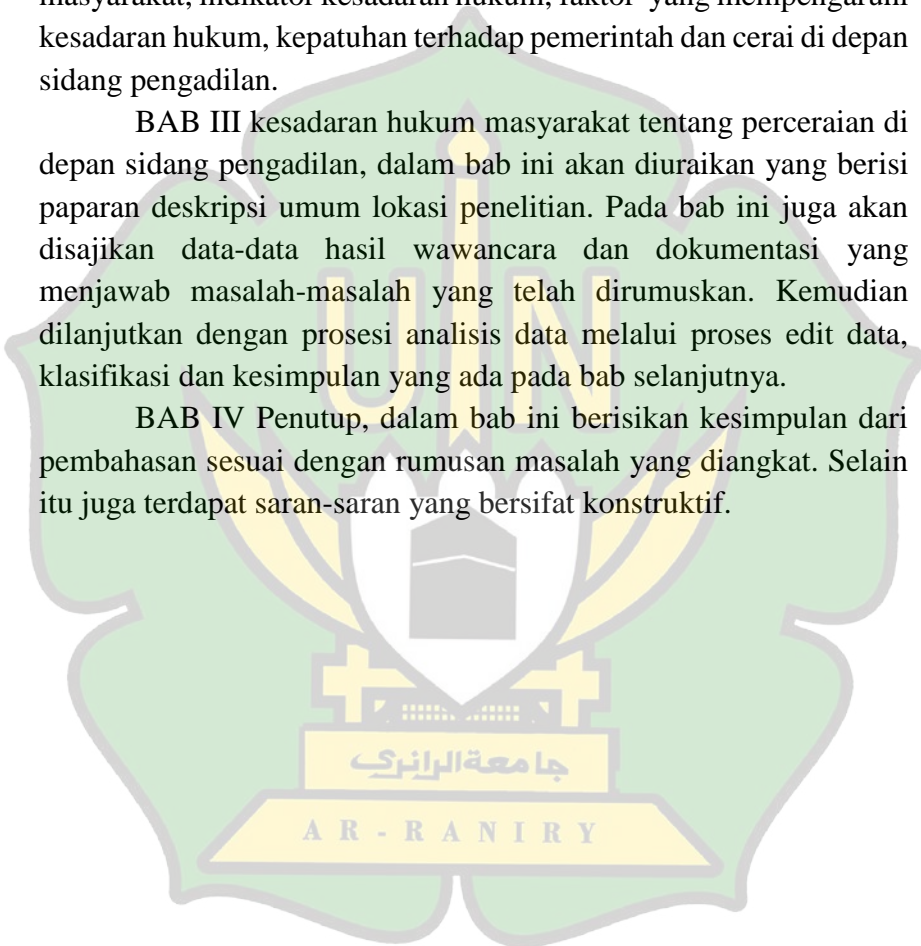 masyarakat, indikator kesadaran hukum, faktor yang mempengaruhi
kesadaran hukum, kepatuhan terhadap pemerintah dan cerai di depan
sidang pengadilan.
BAB III kesadaran hukum masyarakat tentang perceraian di
depan sidang pengadilan, dalam bab ini akan diuraikan yang berisi
paparan deskripsi umum lokasi penelitian. Pada bab ini juga akan
disajikan data-data hasil wawancara dan dokumentasi yang
menjawab masalah-masalah yang telah dirumuskan. Kemudian
dilanjutkan dengan prosesi analisis data melalui proses edit data,
klasifikasi dan kesimpulan yang ada pada bab selanjutnya.
BAB IV Penutup, dalam bab ini berisikan kesimpulan dari
pembahasan sesuai dengan rumusan masalah yang diangkat. Selain
itu juga terdapat saran-saran yang bersifat konstruktif.
UIN
جامعةالرانرك
AR-RANIRY